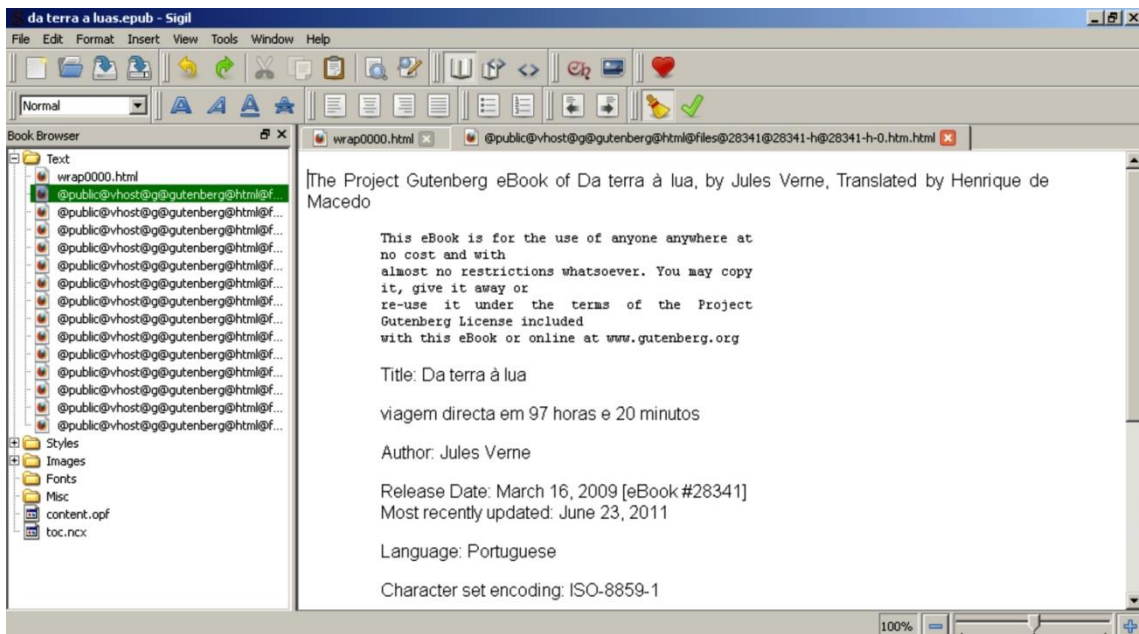 da terra a luas.epub - Sigil
File Edit Format Insert View Tools Window Help
Normal
Book Browser
wrap0000.html
@public@vhost@g@gutenberg@html@files@28341@28341-h@28341-h-0.htm.html
Text
wrap0000.html
@public@vhost@g@gutenberg@html@f...
@public@vhost@g@gutenberg@html@f...
@public@vhost@g@gutenberg@html@f...
@public@vhost@g@gutenberg@html@f...
@public@vhost@g@gutenberg@html@f...
@public@vhost@g@gutenberg@html@f...
@public@vhost@g@gutenberg@html@f...
@public@vhost@g@gutenberg@html@f...
@public@vhost@g@gutenberg@html@f...
@public@vhost@g@gutenberg@html@f...
@public@vhost@g@gutenberg@html@f...
@public@vhost@g@gutenberg@html@f...
@public@vhost@g@gutenberg@html@f...
@public@vhost@g@gutenberg@html@f...
Styles
Images
Fonts
Misc
content.opf
toc.ncx
The Project Gutenberg eBook of Da terra à lua, by Jules Verne, Translated by Henrique de
Macedo
This eBook is for the use of anyone anywhere at
no cost and with
almost no restrictions whatsoever. You may copy
it, give it away or
re-use it under the terms of the Project
Gutenberg License included
with this eBook or online at www.gutenberg.org
Title: Da terra à lua
viagem directa em 97 horas e 20 minutos
Author: Jules Verne
Release Date: March 16, 2009 [eBook #28341]
Most recently updated: June 23, 2011
Language: Portuguese
Character set encoding: ISO-8859-1
100%